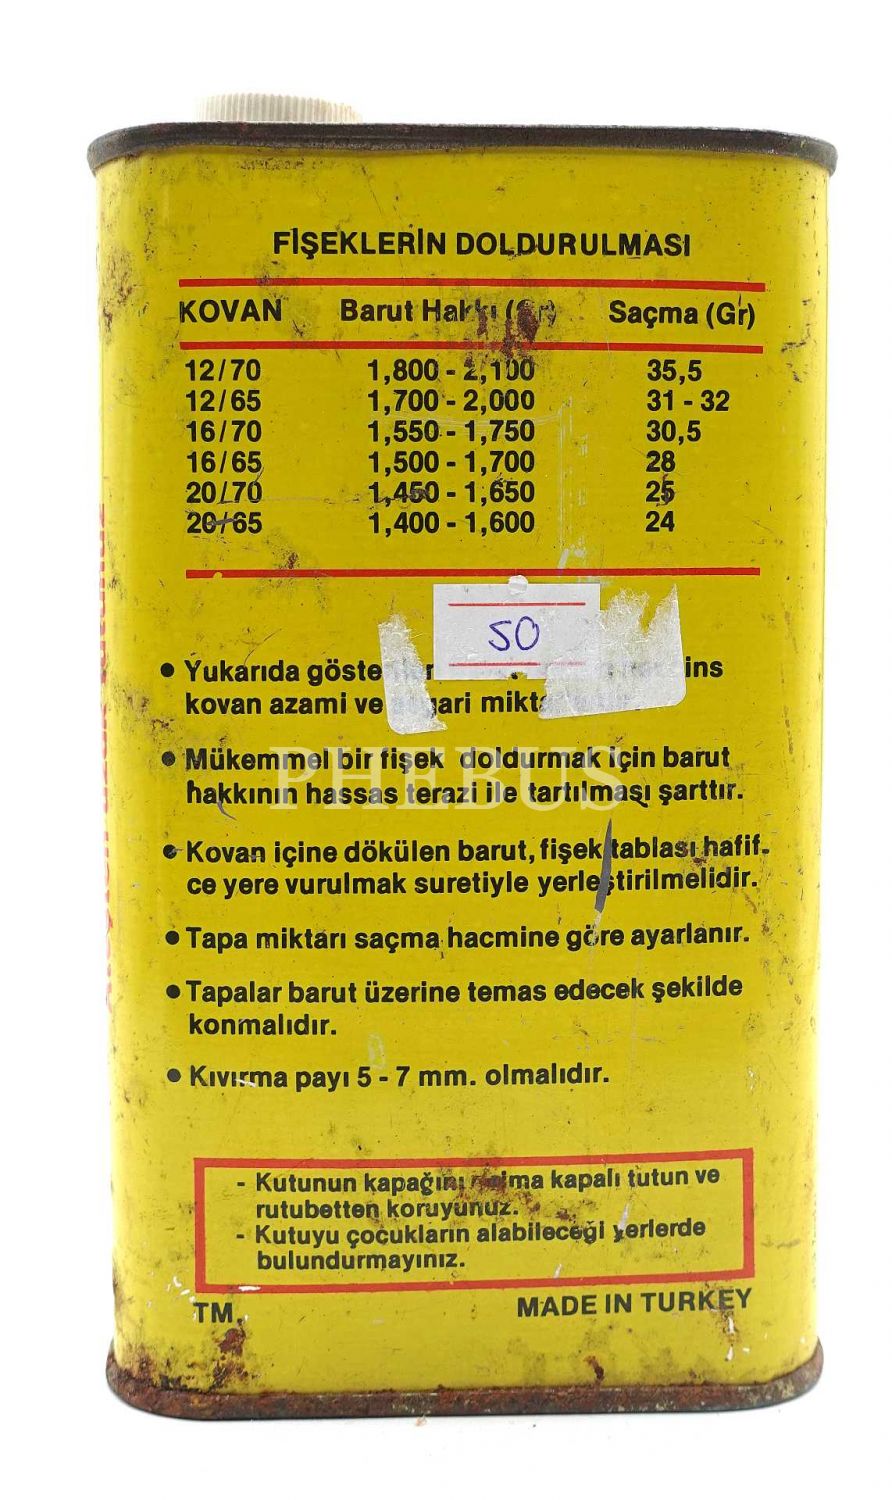 FİŞEKLERİN DOLDURULMASI
KOVAN Barut Hakkı (Gr) Saçma (Gr)
12/70 1,800 - 2,100 35,5
12/65 1,700 - 2,000 31 - 32
16/70 1,550 - 1,750 30,5
16/65 1,500 - 1,700 28
20/70 1,450 - 1,650 25
20/65 1,400 - 1,600 24
50
• Yukarıda
kovan azami ve asgari
• Mükemmel bir fişek doldurmak için barut
hakkının hassas terazi ile tartılması şarttır.
PHEBUS
• Kovan içine dökülen barut, fişek tablası hafif-
ce yere vurulmak suretiyle yerleştirilmelidir.
• Tapa miktarı saçma hacmine göre ayarlanır.
• Tapalar barut üzerine temas edecek şekilde
konmalıdır.
• Kıvırma payı 5 - 7 mm. olmalıdır.
- Kutunun kapağını daima kapalı tutun ve
rutubetten koruyunuz.
- Kutuyu çocukların alabileceği yerlerde
bulundurmayınız.
TM.
MADE IN TURKEY